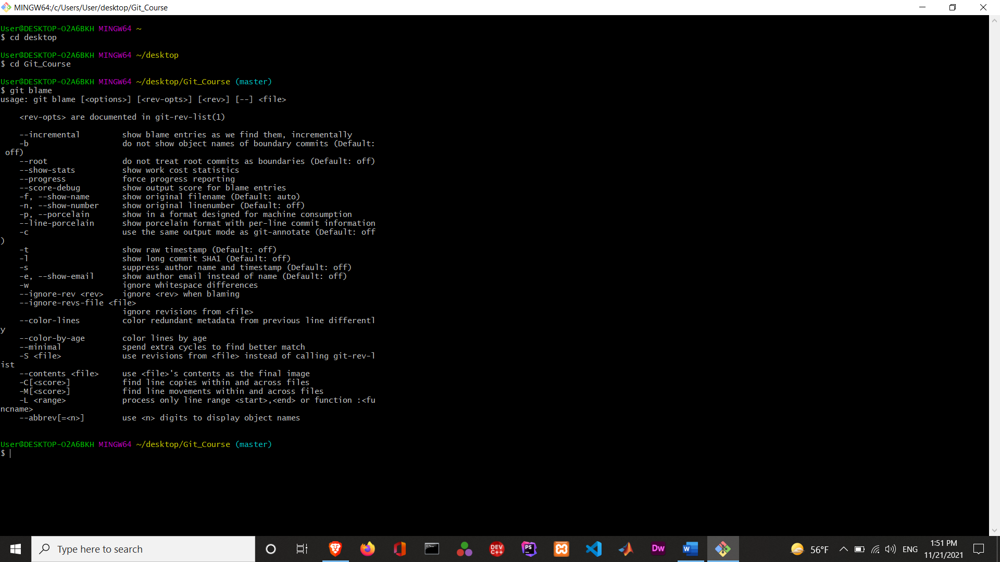 MINGW64:/c/Users/User/desktop/Git_Course
User@DESKTOP-O2A6BKH MINGW64 ~
$ cd desktop
User@DESKTOP-O2A6BKH MINGW64 ~/desktop
$ cd Git_Course
User@DESKTOP-O2A6BKH MINGW64 ~/desktop/Git_Course (master)
$ git blame
usage: git blame [<options>] [<rev-opts>] [<rev>] [--] <file>
    <rev-opts> are documented in git-rev-list(1)
    --incremental         show blame entries as we find them, incrementally
    -b                    do not show object names of boundary commits (Default:
 off)
    --root                do not treat root commits as boundaries (Default: off)
    --show-stats          show work cost statistics
    --progress            force progress reporting
    --score-debug         show output score for blame entries
    -f, --show-name       show original filename (Default: auto)
    -n, --show-number     show original linenumber (Default: off)
    -p, --porcelain       show in a format designed for machine consumption
    --line-porcelain      show porcelain format with per-line commit information
    -c                    use the same output mode as git-annotate (Default: off
)
    -t                    show raw timestamp (Default: off)
    -l                    show long commit SHA1 (Default: off)
    -s                    suppress author name and timestamp (Default: off)
    -e, --show-email      show author email instead of name (Default: off)
    -w                    ignore whitespace differences
    --ignore-rev <rev>    ignore <rev> when blaming
    --ignore-revs-file <file>
                          ignore revisions from <file>
    --color-lines         color redundant metadata from previous line differentl
y
    --color-by-age        color lines by age
    --minimal             spend extra cycles to find better match
    -S <file>             use revisions from <file> instead of calling git-rev-l
ist
    --contents <file>     use <file>'s contents as the final image
    -C[<score>]           find line copies within and across files
    -M[<score>]           find line movements within and across files
    -L <range>            process only line range <start>,<end> or function :<fu
ncname>
    --abbrev[=<n>]        use <n> digits to display object names
User@DESKTOP-O2A6BKH MINGW64 ~/desktop/Git_Course (master)
$
Type here to search
DEV
C++
PS
Dw
W
56°F
ENG
1:51 PM
11/21/2021